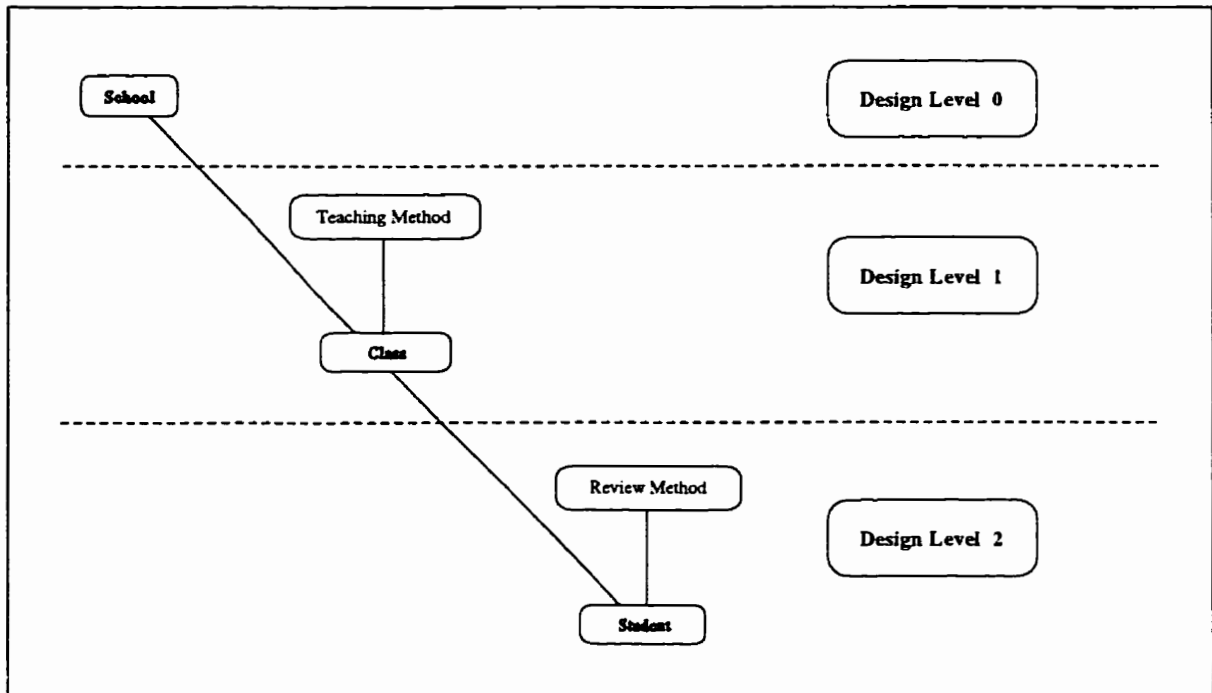 School
Design Level 0
Teaching Method
Design Level 1
Class
Review Method
Design Level 2
Student